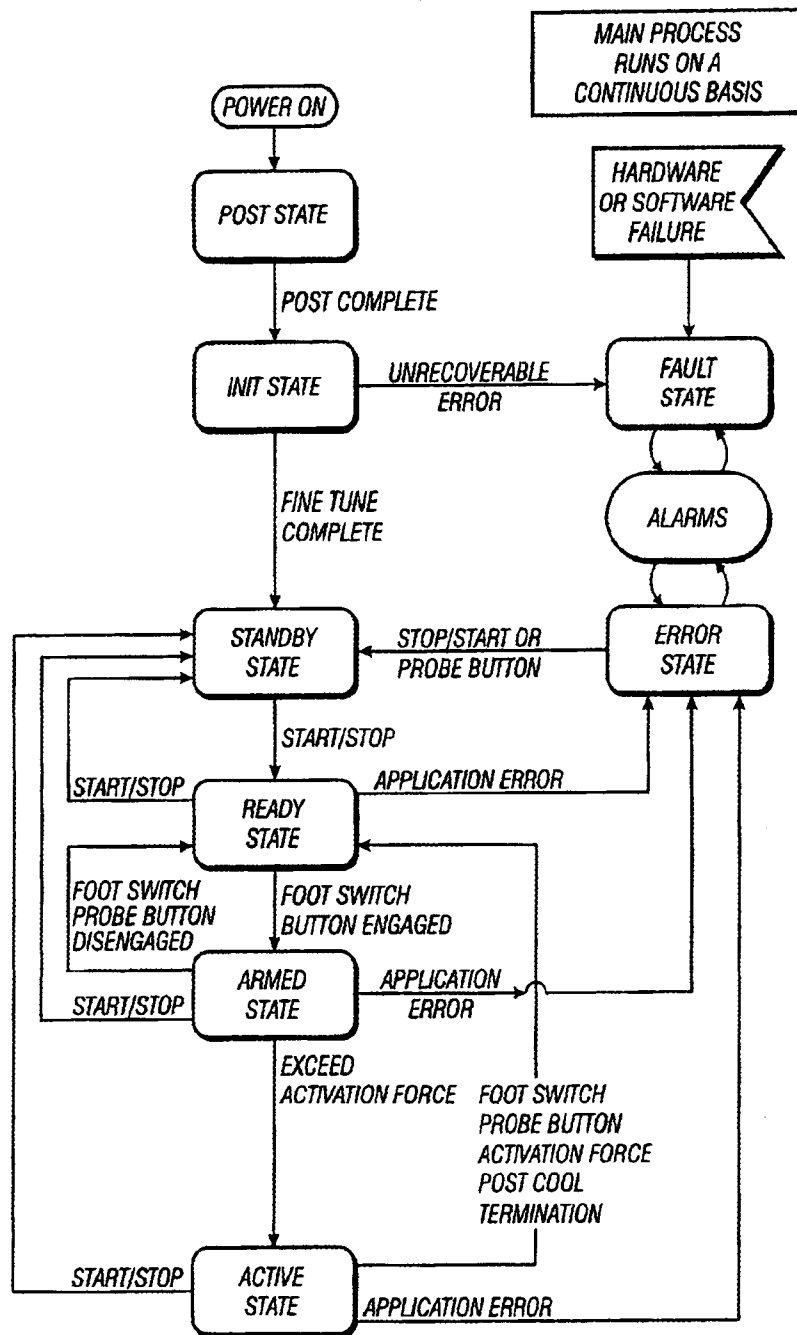 MAIN PROCESS
RUNS ON A
CONTINUOUS BASIS
POWER ON
HARDWARE
OR SOFTWARE
FAILURE
POST STATE
POST COMPLETE
INIT STATE
UNRECOVERABLE
ERROR
FAULT
STATE
FINE TUNE
COMPLETE
ALARMS
STANDBY
STATE
STOP/START OR
PROBE BUTTON
ERROR
STATE
START/STOP
START/STOP
READY
STATE
APPLICATION ERROR
FOOT SWITCH
PROBE BUTTON
DISENGAGED
FOOT SWITCH
BUTTON ENGAGED
START/STOP
ARMED
STATE
APPLICATION
ERROR
EXCEED
ACTIVATION FORCE
FOOT SWITCH
PROBE BUTTON
ACTIVATION FORCE
POST COOL
TERMINATION
START/STOP
ACTIVE
STATE
APPLICATION ERROR